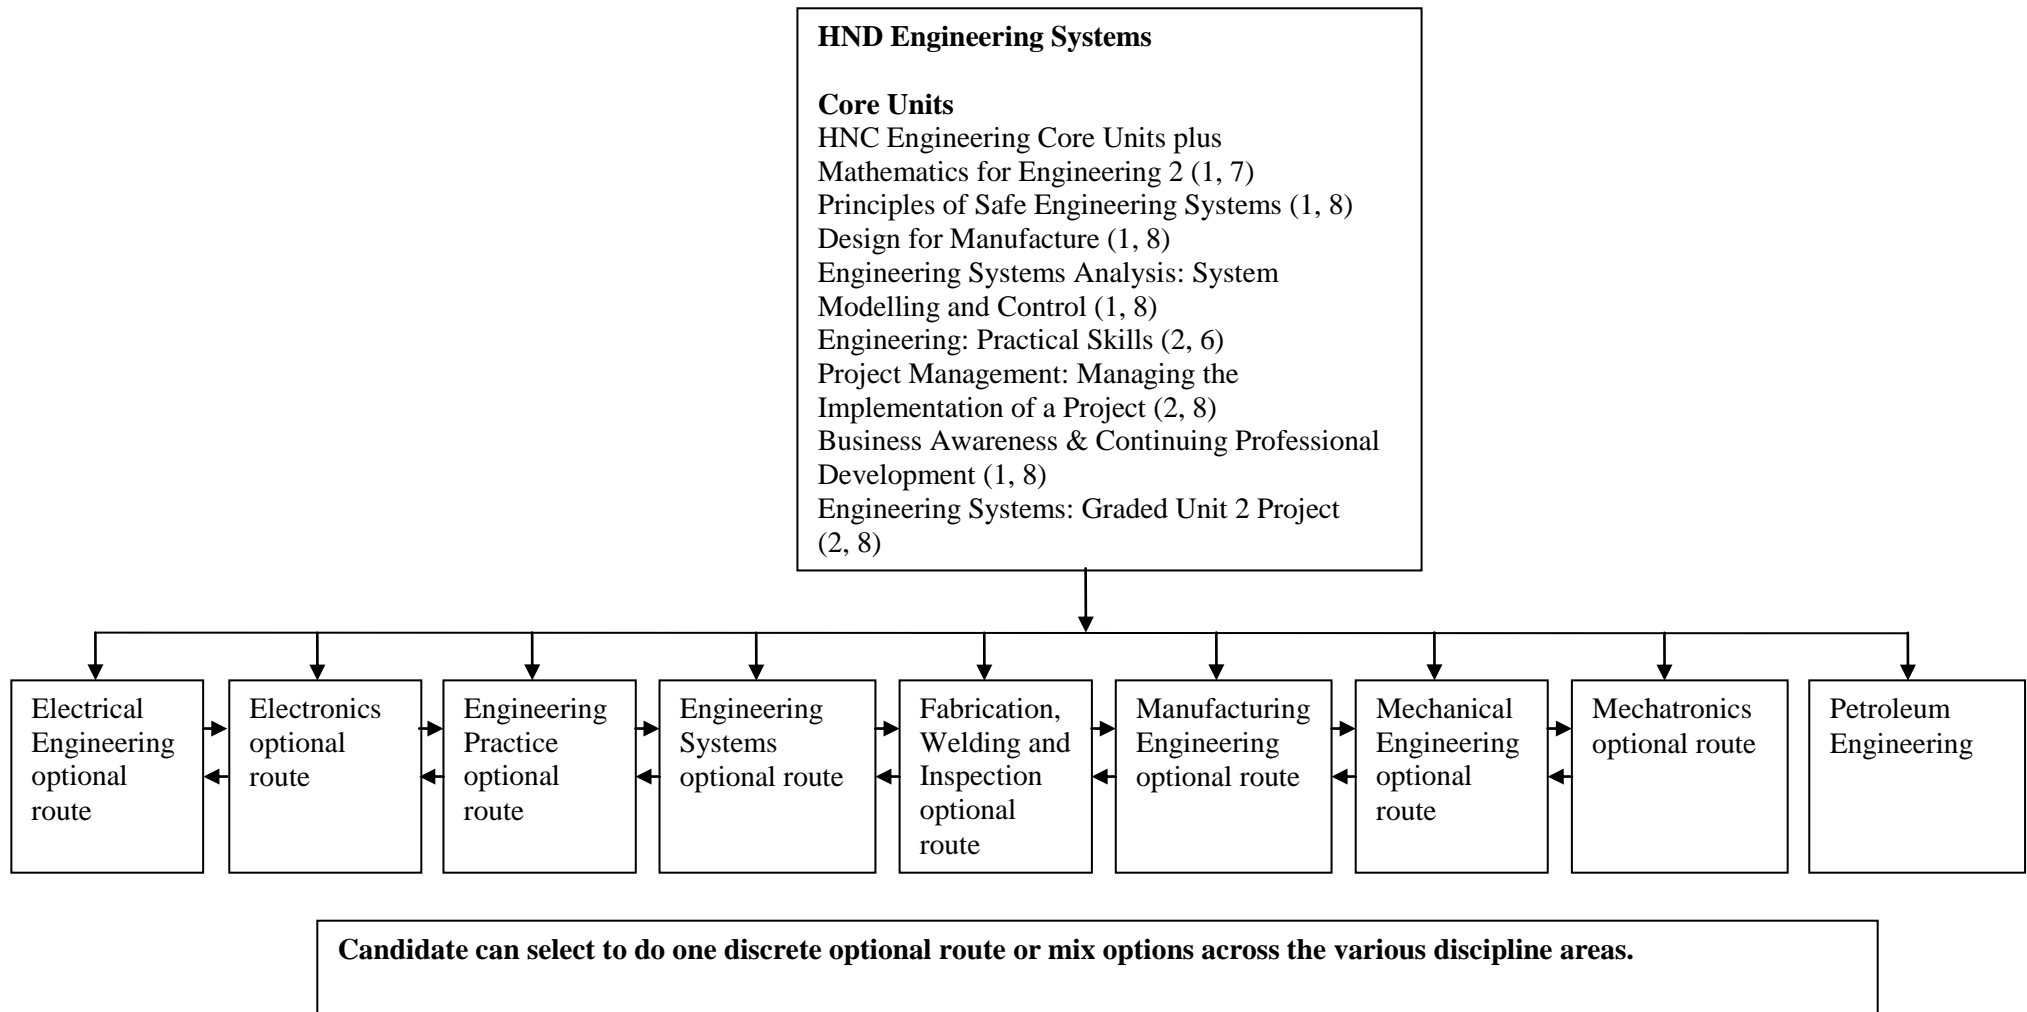 HND Engineering Systems
Core Units
HNC Engineering Core Units plus
Mathematics for Engineering 2 (1, 7)
Principles of Safe Engineering Systems (1, 8)
Design for Manufacture (1, 8)
Engineering Systems Analysis: System
Modelling and Control (1, 8)
Engineering: Practical Skills (2, 6)
Project Management: Managing the
Implementation of a Project (2, 8)
Business Awareness & Continuing Professional
Development (1, 8)
Engineering Systems: Graded Unit 2 Project
(2, 8)
Electrical
Engineering
optional
route
Electronics
optional
route
Engineering
Practice
optional
route
Engineering
Systems
optional route
Fabrication,
Welding and
Inspection
optional
route
Manufacturing
Engineering
optional route
Mechanical
Engineering
optional
route
Mechatronics
optional route
Petroleum
Engineering
Candidate can select to do one discrete optional route or mix options across the various discipline areas.